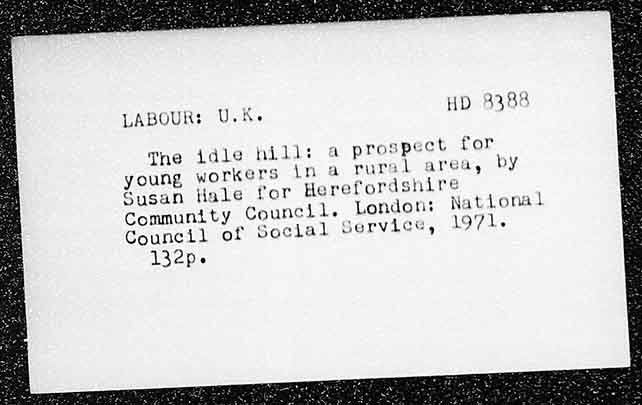 LABOUR: U.K. HD 8388
The idle hill: a prospect for
young workers in a rural area, by
Susan Hale for Herefordshire
Community Council. London: National
Council of Social Service, 1971.
132p.